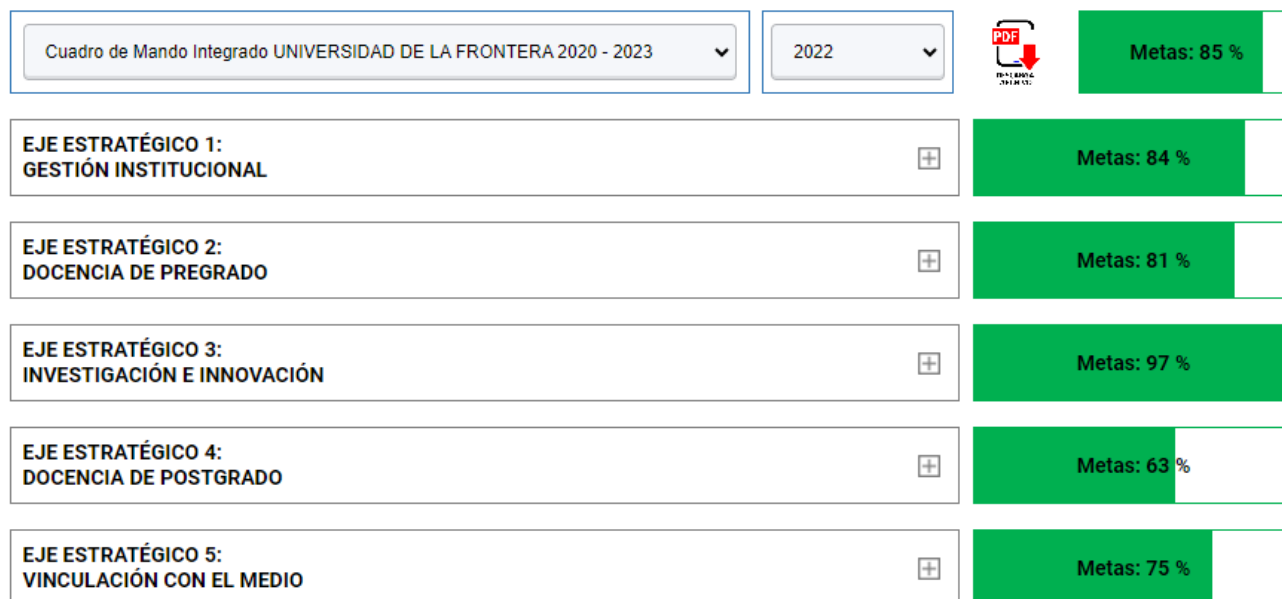 Cuadro de Mando Integrado UNIVERSIDAD DE LA FRONTERA 2020 - 2023
2022
PDF
Metas: 85 %
EJE ESTRATÉGICO 1:
GESTIÓN INSTITUCIONAL
Metas: 84 %
EJE ESTRATÉGICO 2:
DOCENCIA DE PREGRADO
Metas: 81 %
EJE ESTRATÉGICO 3:
INVESTIGACIÓN E INNOVACIÓN
Metas: 97 %
EJE ESTRATÉGICO 4:
DOCENCIA DE POSTGRADO
Metas: 63 %
EJE ESTRATÉGICO 5:
VINCULACIÓN CON EL MEDIO
Metas: 75 %